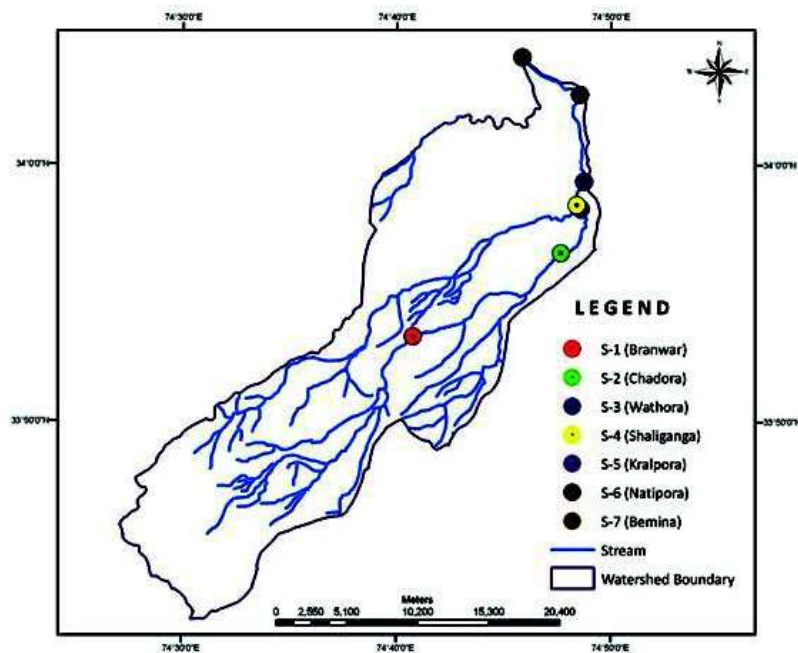 74°30'0"E 74°40'0"E 74°50'0"E
N
W E
S
34°0'0"N 34°0'0"N
LEGEND
S-1 (Branwar)
S-2 (Chadora)
S-3 (Wathora)
S-4 (Shaliganga)
S-5 (Kralpora)
S-6 (Natipora)
S-7 (Bemina)
Stream
Watershed Boundary
33°50'0"N 33°50'0"N
Meters
0 2,550 5,100 10,200 15,300 20,400
74°30'0"E 74°40'0"E 74°50'0"E